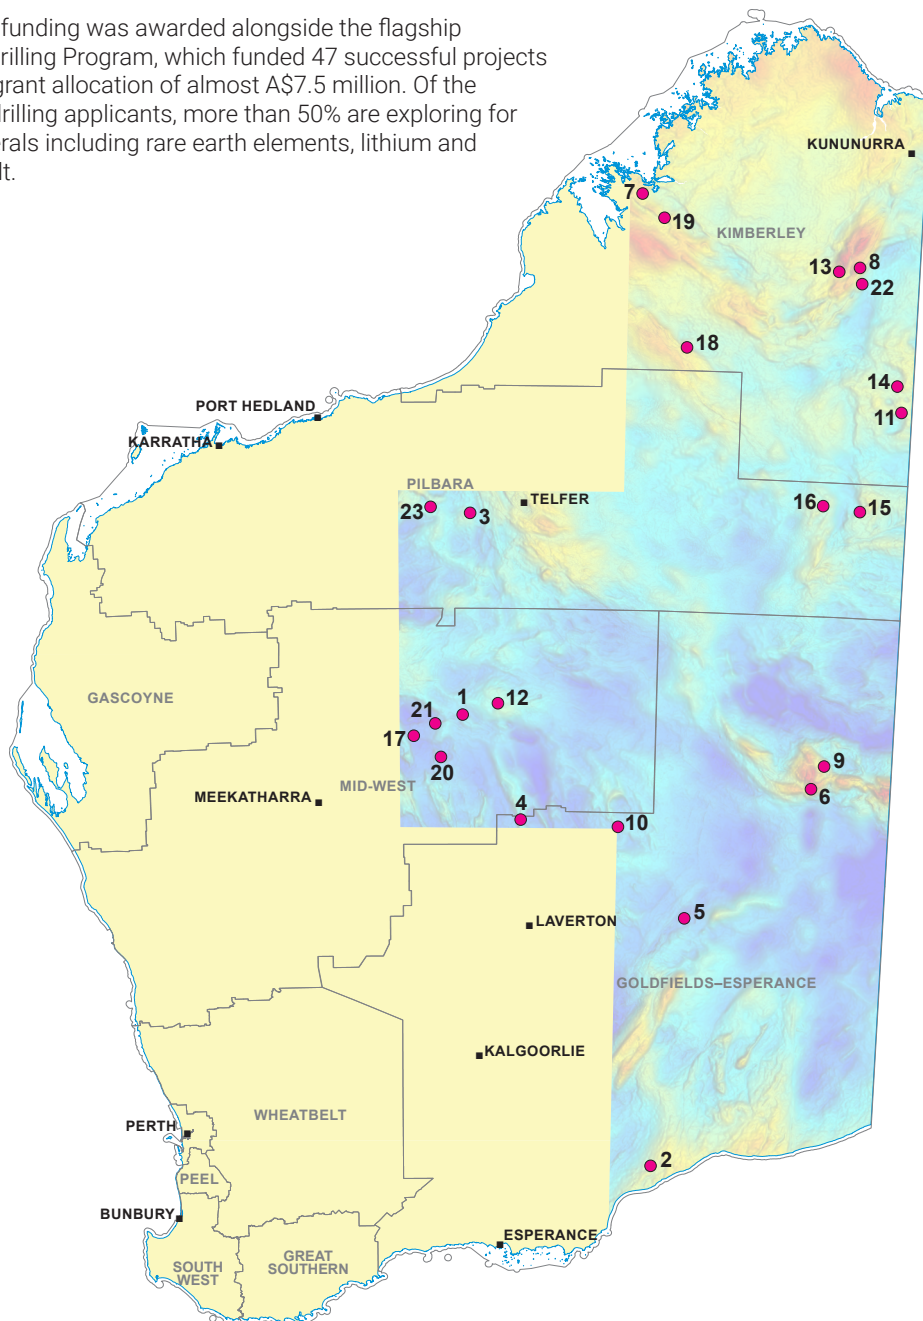 funding was awarded alongside the flagship
rilling Program, which funded 47 successful projects
grant allocation of almost A$7.5 million. Of the
drilling applicants, more than 50% are exploring for
erals including rare earth elements, lithium and
lt.
KUNUNURRA
7
19
KIMBERLEY
13
8
22
18
14
11
PORT HEDLAND
KARRATHA
PILBARA
TELFER
23
3
16
15
GASCOYNE
1
12
21
17
20
MID-WEST
9
6
MEEKATHARRA
4
10
5
LAVERTON
GOLDFIELDS–ESPERANCE
KALGOORLIE
WHEATBELT
PERTH
2
PEEL
BUNBURY
ESPERANCE
SOUTH
WEST
GREAT
SOUTHERN